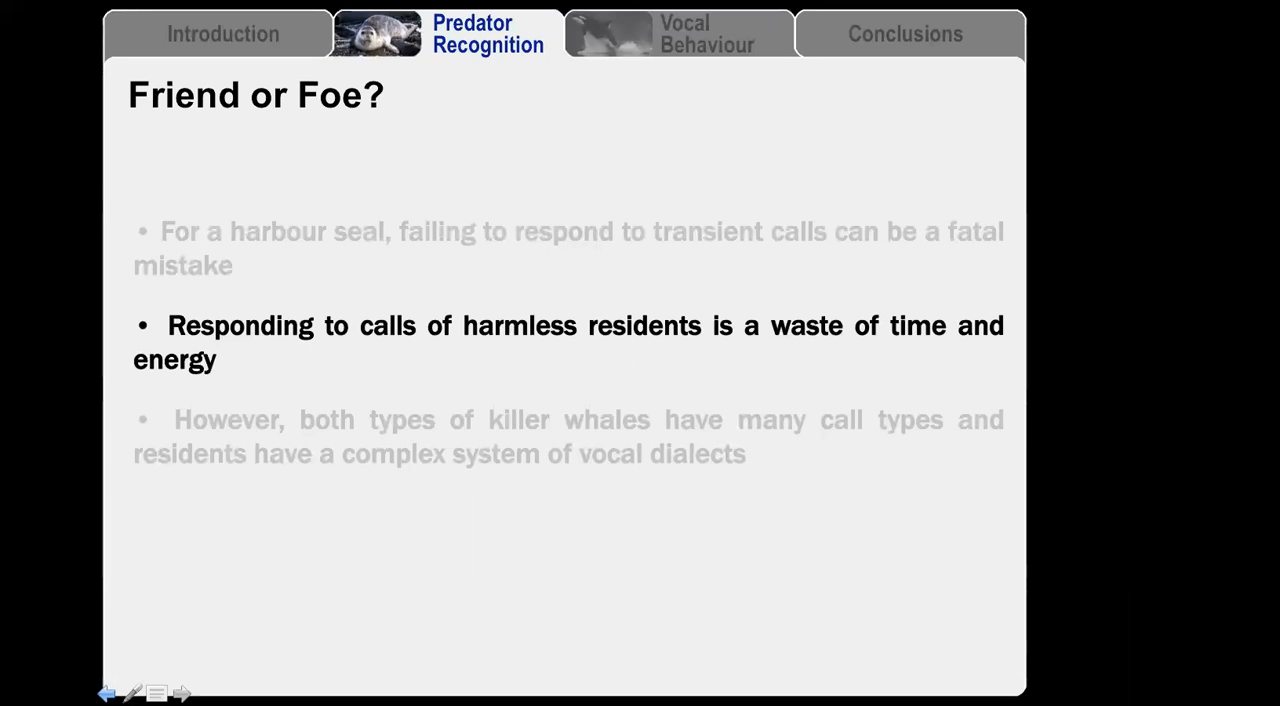 Introduction
Predator
Recognition
Vocal
Behaviour
Conclusions
Friend or Foe?
• For a harbour seal, failing to respond to transient calls can be a fatal
mistake
• Responding to calls of harmless residents is a waste of time and
energy
• However, both types of killer whales have many call types and
residents have a complex system of vocal dialects